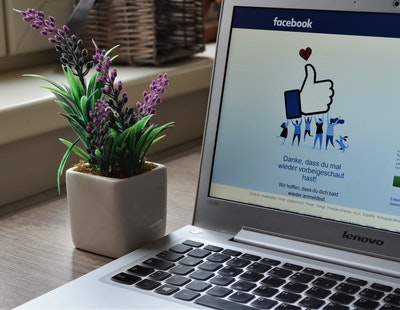 facebook
Danke, dass du mal
wieder vorbeigeschaut
hast!
Wir hoffen, dass du dich bald
wieder anmeldest.
lenovo